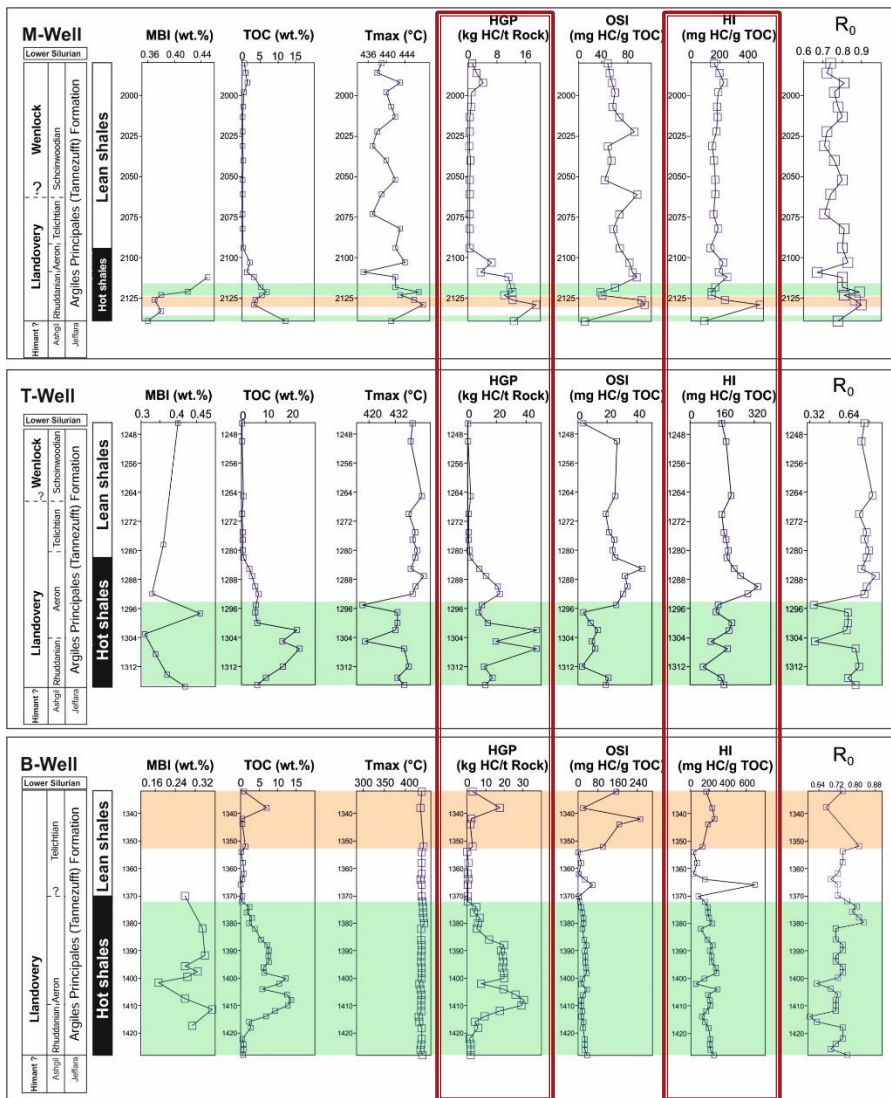 M-Well
Lower Silurian
MBI (wt.%) TOC (wt.%) Tmax (°C) HGP (kg HC/t Rock) OSI (mg HC/g TOC) HI (mg HC/g TOC) R0
0.36 0.40 0.44
0 5 10 15
436 444
0 8 16
0 40 80
0 200 400
0.6 0.7 0.8 0.9
2000
2025
2050
2075
2100
2125
Wenlock
?
Llandovery
Himant ?
Schoinwoodian
Telichtian
Aeron
Rhuddanian
Ashgil
Argiles Principales (Tannezufft) Formation
Jeffara
Lean shales
Hot shales
T-Well
Lower Silurian
MBI (wt.%) TOC (wt.%) Tmax (°C) HGP (kg HC/t Rock) OSI (mg HC/g TOC) HI (mg HC/g TOC) R0
0.3 0.4 0.45
0 10 20
420 432
0 20 40
0 20 40
0 160 320
0.32 0.64
1248
1256
1264
1272
1280
1288
1296
1304
1312
Wenlock
?
Llandovery
Himant ?
Schoinwoodian
Telichtian
Aeron
Rhuddanian
Ashgil
Argiles Principales (Tannezufft) Formation
Jeffara
Lean shales
Hot shales
B-Well
Lower Silurian
MBI (wt.%) TOC (wt.%) Tmax (°C) HGP (kg HC/t Rock) OSI (mg HC/g TOC) HI (mg HC/g TOC) R0
0.16 0.24 0.32
0 5 10 15
300 340 400
0 10 20 30
0 80 160 240
0 200 400 600
0.64 0.72 0.80 0.88
1340
1350
1360
1370
1380
1390
1400
1410
1420
Llandovery
Himant ?
Telichtian
?
Aeron
Rhuddanian
Ashgil
Argiles Principales (Tannezufft) Formation
Jeffara
Lean shales
Hot shales